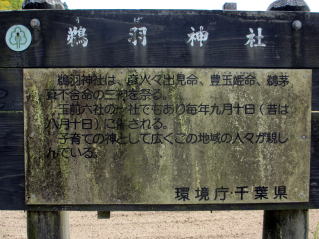 うば
鵜羽神社
鵜羽神社は、彦火々出見命、豊玉姫命、鵜茅
葺不合命の三神を祭る。
玉前六社の一社でもあり毎年九月十日（昔は
八月十日）に祭される。
子育ての神として広くこの地域の人々が親し
んでいる。
環境庁・千葉県